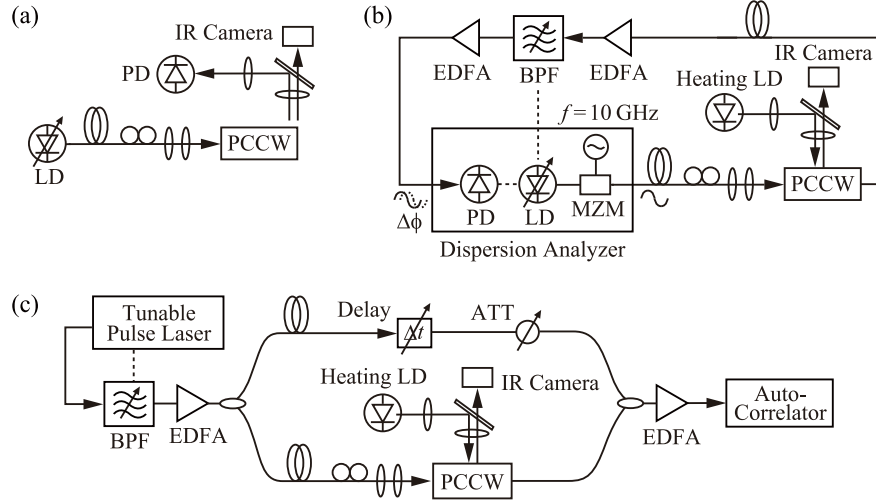 (a)
IR Camera
PD
LD
PCCW
(b)
EDFA
BPF
EDFA
IR Camera
Heating LD
f = 10 GHz
PD
LD
MZM
PCCW
Δϕ
Dispersion Analyzer
(c)
Tunable
Pulse Laser
BPF
EDFA
Delay
Δt
ATT
Heating LD
IR Camera
PCCW
EDFA
Auto-
Correlator